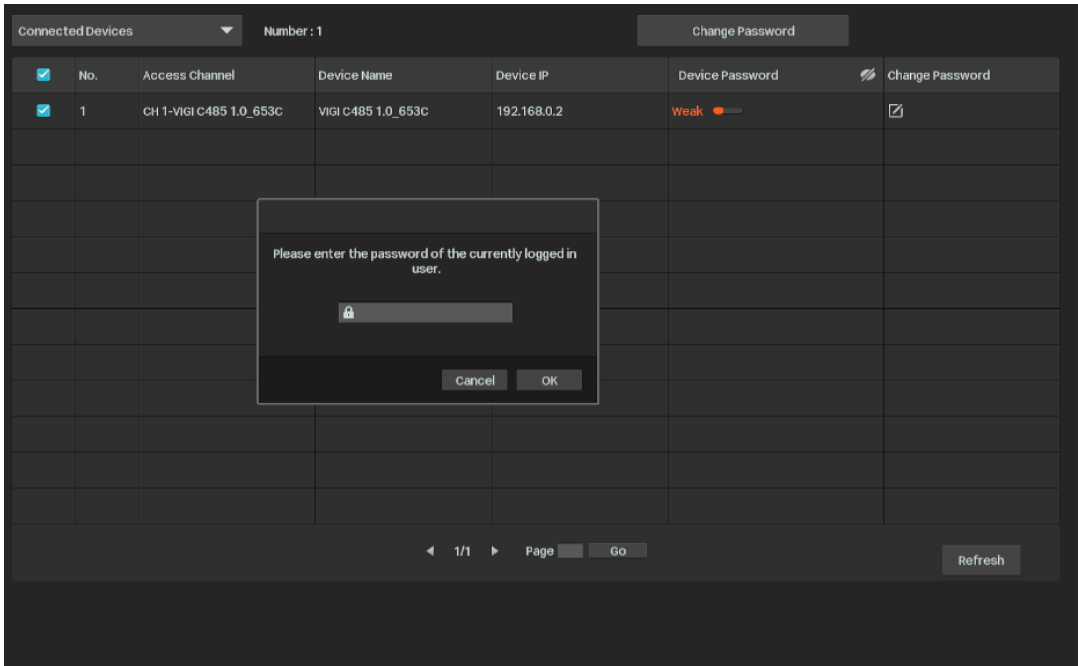 Connected Devices Number : 1 Change Password
No. Access Channel Device Name Device IP Device Password Change Password
1 CH 1-VIGI C485 1.0_653C VIGI C485 1.0_653C 192.168.0.2 Weak
Please enter the password of the currently logged in
user.
Cancel OK
1/1 Page Go
Refresh